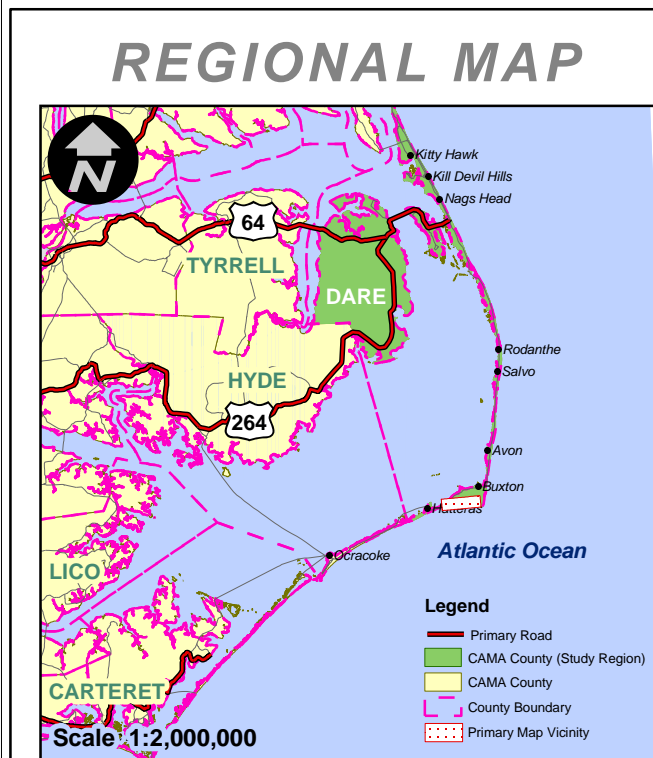 REGIONAL MAP
N
Kitty Hawk
Kill Devil Hills
Nags Head
64
TYRRELL
DARE
Rodanthe
Salvo
HYDE
264
Avon
Buxton
Hatteras
Ocracoke
Atlantic Ocean
LICO
CARTERET
Legend
Primary Road
CAMA County (Study Region)
CAMA County
County Boundary
Primary Map Vicinity
Scale 1:2,000,000